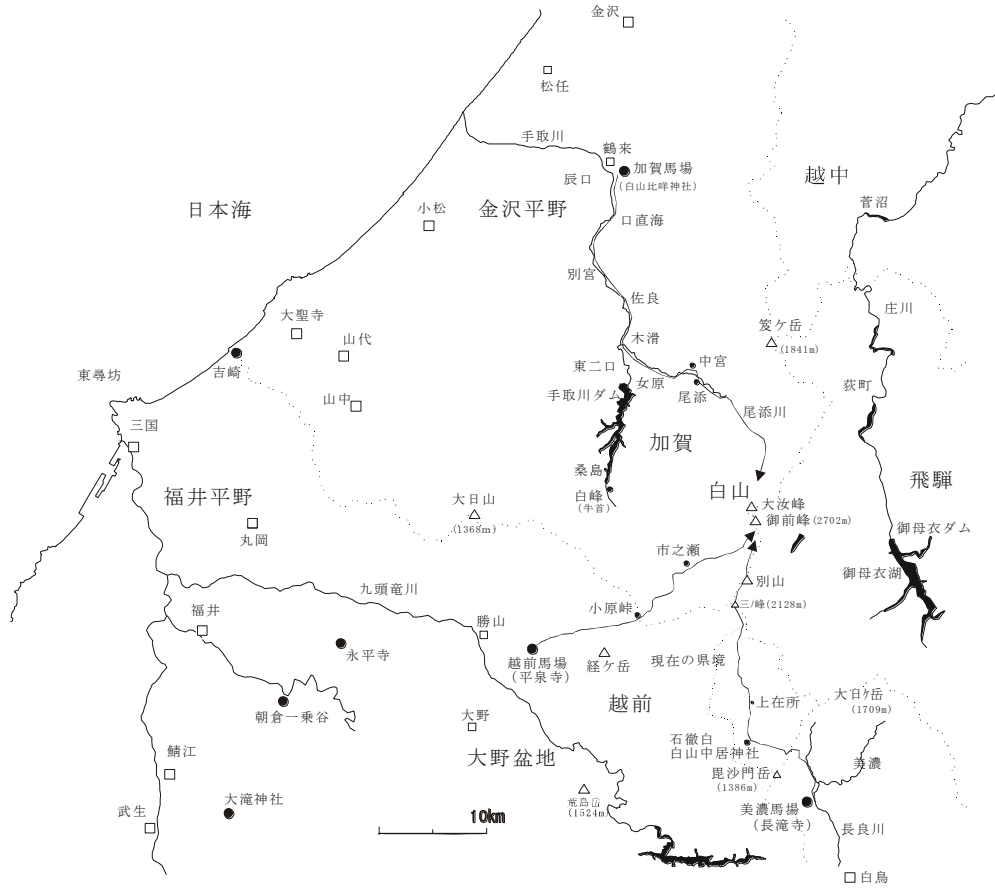 金沢
松任
手取川
鶴来
加賀馬場
(白山比咩神社)
越中
辰口
日本海
小松
金沢平野
口直海
菅沼
別宮
佐良
庄川
大聖寺
山代
木滑
笈ケ岳
(1841m)
吉崎
東二口
中宮
東尋坊
女原
尾添
荻町
山中
手取川ダム
尾添川
三国
加賀
桑島
飛騨
福井平野
大日山
(1368m)
白峰
(牛首)
白山
大汝峰
御前峰(2702m)
丸岡
御母衣ダム
市之瀬
御母衣湖
九頭竜川
別山
福井
勝山
小原峠
三ノ峰(2128m)
永平寺
越前馬場
(平泉寺)
経ケ岳
現在の県境
朝倉一乗谷
大野
越前
上在所
大日ケ岳
(1709m)
鯖江
大野盆地
石徹白
白山中居神社
毘沙門岳
(1386m)
美濃
武生
大滝神社
荒島岳
(1524m)
10km
美濃馬場
(長滝寺)
長良川
白鳥